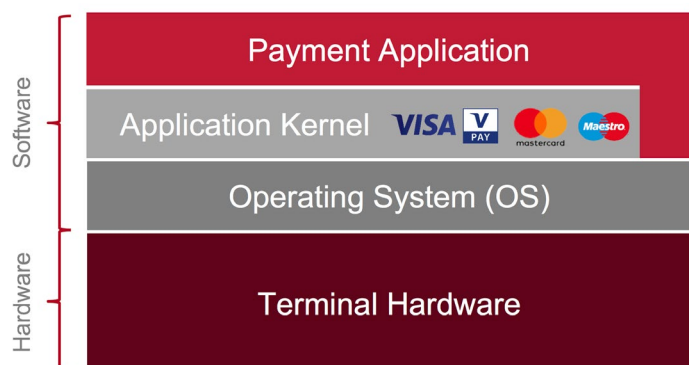 Software
Payment Application
Application Kernel VISA V PAY mastercard Maestro
Operating System (OS)
Hardware
Terminal Hardware